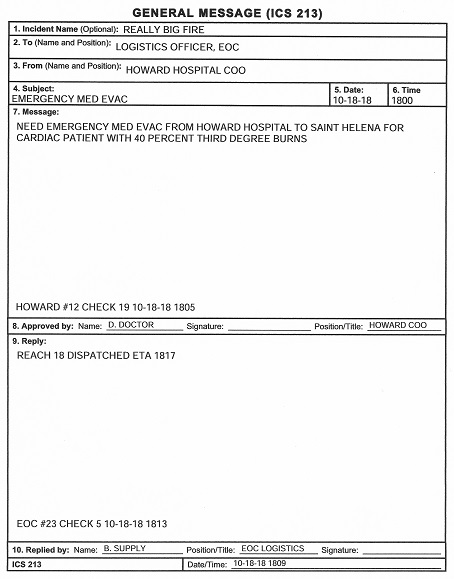 GENERAL MESSAGE (ICS 213)
1. Incident Name (Optional): REALLY BIG FIRE
2. To (Name and Position): LOGISTICS OFFICER, EOC
3. From (Name and Position): HOWARD HOSPITAL COO
4. Subject: EMERGENCY MED EVAC 5. Date: 10-18-18 6. Time 1800
7. Message:
NEED EMERGENCY MED EVAC FROM HOWARD HOSPITAL TO SAINT HELENA FOR
CARDIAC PATIENT WITH 40 PERCENT THIRD DEGREE BURNS
HOWARD #12 CHECK 19 10-18-18 1805
8. Approved by: Name: D. DOCTOR Signature: Position/Title: HOWARD COO
9. Reply:
REACH 18 DISPATCHED ETA 1817
EOC #23 CHECK 5 10-18-18 1813
10. Replied by: Name: B. SUPPLY Position/Title: EOC LOGISTICS Signature:
ICS 213 Date/Time: 10-18-18 1809